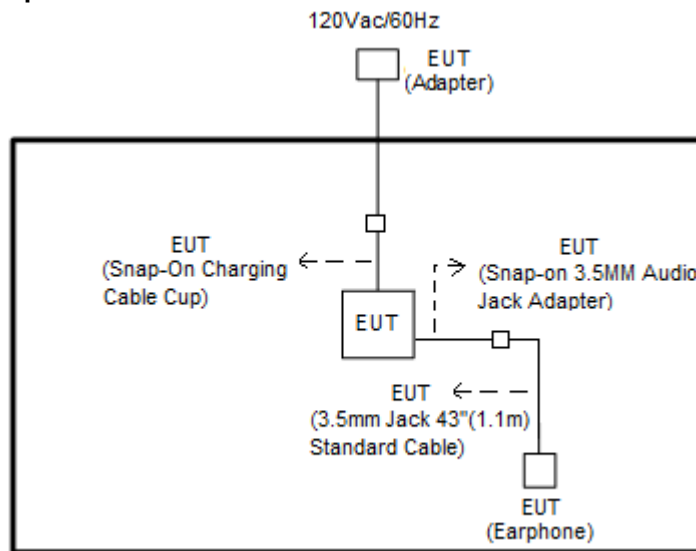 120Vac/60Hz
EUT
(Adapter)
EUT
(Snap-On Charging
Cable Cup)
EUT
(Snap-on 3.5MM Audio
Jack Adapter)
EUT
EUT
(3.5mm Jack 43"(1.1m)
Standard Cable)
EUT
(Earphone)